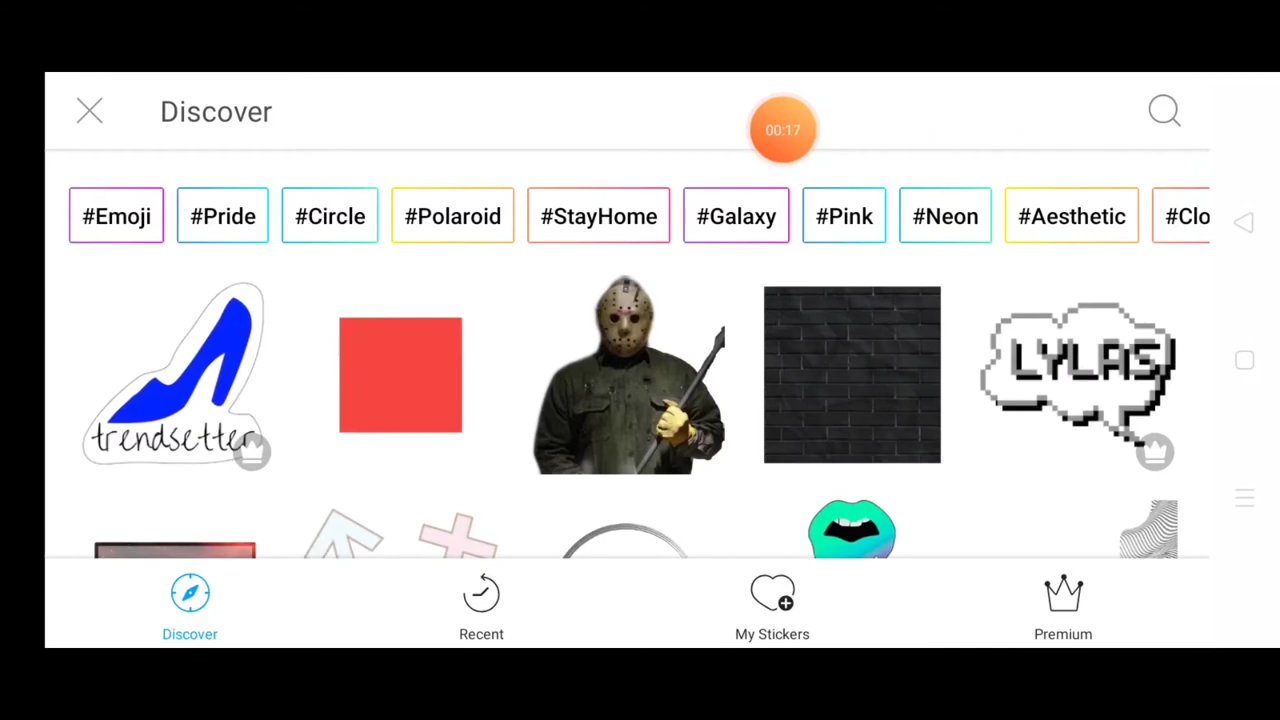 Discover
00:17
#Emoji
#Pride
#Circle
#Polaroid
#StayHome
#Galaxy
#Pink
#Neon
#Aesthetic
#Clo
trendsetter
LYLAS
Discover
Recent
My Stickers
Premium